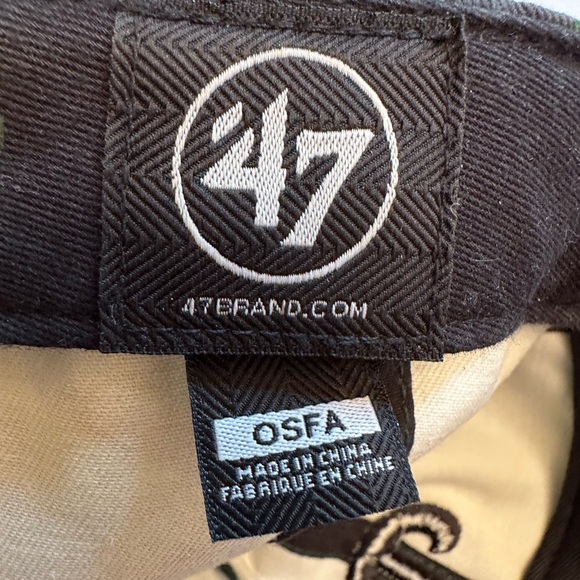 '47
47BRAND.COM
OSFA
MADE IN CHINA
FABRIQUE EN CHINE